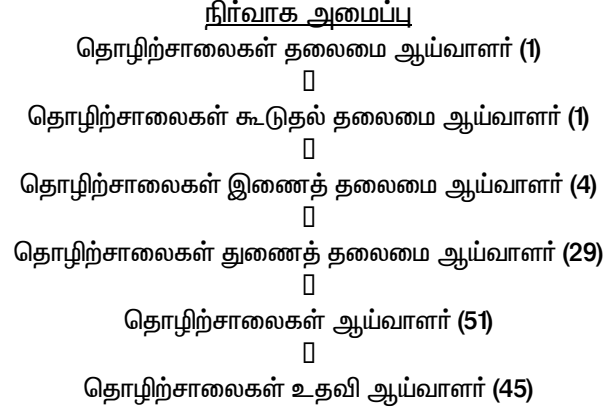 நிர்வாக அமைப்பு
தொழிற்சாலைகள் தலைமை ஆய்வாளர் (1)
தொழிற்சாலைகள் கூடுதல் தலைமை ஆய்வாளர் (1)
தொழிற்சாலைகள் இணைத் தலைமை ஆய்வாளர் (4)
தொழிற்சாலைகள் துணைத் தலைமை ஆய்வாளர் (29)
தொழிற்சாலைகள் ஆய்வாளர் (51)
தொழிற்சாலைகள் உதவி ஆய்வாளர் (45)